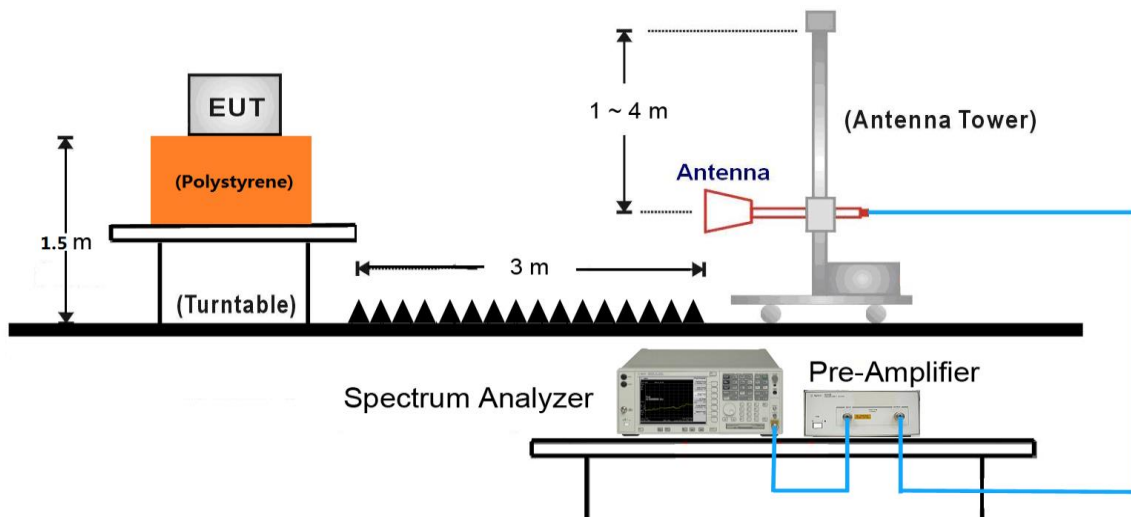 EUT
(Polystyrene)
1.5 m
(Turntable)
3 m
1 ~ 4 m
Antenna
(Antenna Tower)
Spectrum Analyzer
Pre-Amplifier